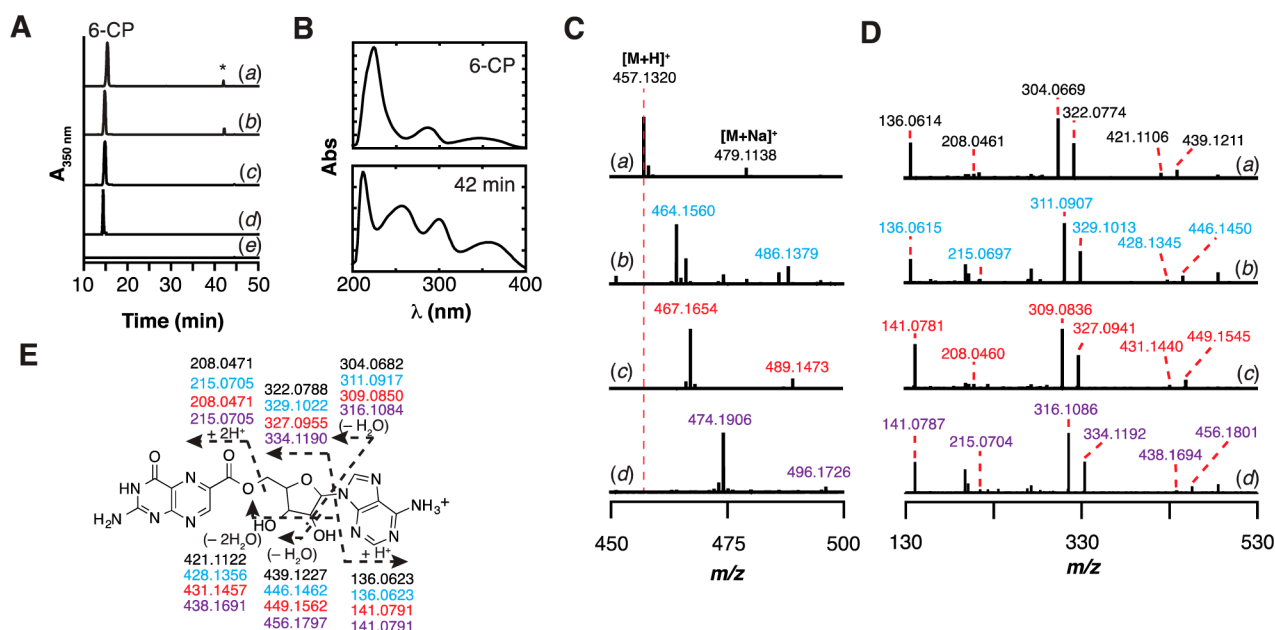 A
6-CP
*
(a)
(b)
(c)
(d)
(e)
A350 nm
10 20 30 40 50
Time (min)
B
6-CP
42 min
Abs
200 300 400
λ (nm)
C
[M+H]+
457.1320
[M+Na]+
479.1138
(a)
464.1560
486.1379
(b)
467.1654
489.1473
(c)
474.1906
496.1726
(d)
450 475 500
m/z
D
136.0614
208.0461
304.0669
322.0774
421.1106
439.1211
(a)
136.0615
215.0697
311.0907
329.1013
428.1345
446.1450
(b)
141.0781
208.0460
309.0836
327.0941
431.1440
449.1545
(c)
141.0787
215.0704
316.1086
334.1192
438.1694
456.1801
(d)
130 330 530
m/z
E
208.0471
215.0705
208.0471
215.0705
+ 2H+
322.0788
329.1022
327.0955
334.1190
304.0682
311.0917
309.0850
316.1084
(– H2O)
O
HN
H2N
N
N
N
O
O
O
HO
OH
N
N
N
N
NH3+
(– 2H2O)
(– H2O)
+ H+
421.1122
428.1356
431.1457
438.1691
439.1227
446.1462
449.1562
456.1797
136.0623
136.0623
141.0791
141.0791